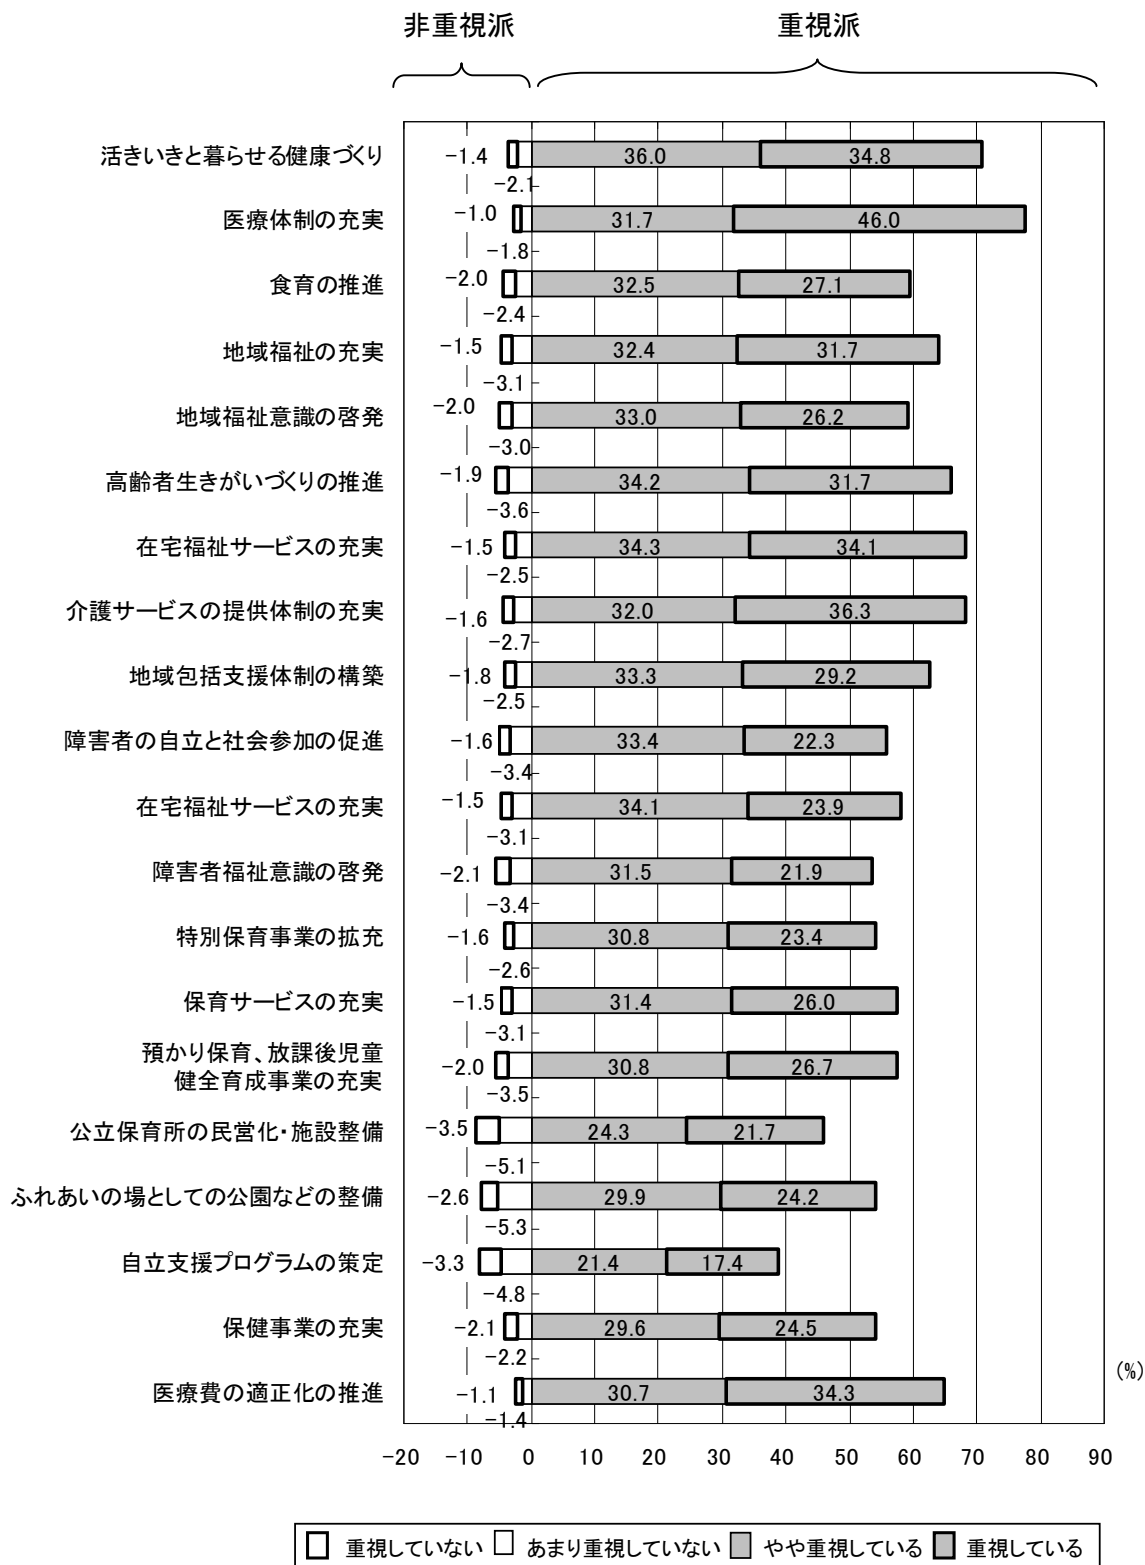 非重視派 重視派
活きいきと暮らせる健康づくり −1.4 36.0 34.8
−2.1
医療体制の充実 −1.0 31.7 46.0
−1.8
食育の推進 −2.0 32.5 27.1
−2.4
地域福祉の充実 −1.5 32.4 31.7
−3.1
地域福祉意識の啓発 −2.0 33.0 26.2
−3.0
高齢者生きがいづくりの推進 −1.9 34.2 31.7
−3.6
在宅福祉サービスの充実 −1.5 34.3 34.1
−2.5
介護サービスの提供体制の充実 −1.6 32.0 36.3
−2.7
地域包括支援体制の構築 −1.8 33.3 29.2
−2.5
障害者の自立と社会参加の促進 −1.6 33.4 22.3
−3.4
在宅福祉サービスの充実 −1.5 34.1 23.9
−3.1
障害者福祉意識の啓発 −2.1 31.5 21.9
−3.4
特別保育事業の拡充 −1.6 30.8 23.4
−2.6
保育サービスの充実 −1.5 31.4 26.0
−3.1
預かり保育、放課後児童
健全育成事業の充実 −2.0 30.8 26.7
−3.5
公立保育所の民営化・施設整備 −3.5 24.3 21.7
−5.1
ふれあいの場としての公園などの整備 −2.6 29.9 24.2
−5.3
自立支援プログラムの策定 −3.3 21.4 17.4
−4.8
保健事業の充実 −2.1 29.6 24.5
−2.2
(%)
医療費の適正化の推進 −1.1 30.7 34.3
−1.4
−20 −10 0 10 20 30 40 50 60 70 80 90
重視していない あまり重視していない やや重視している 重視している